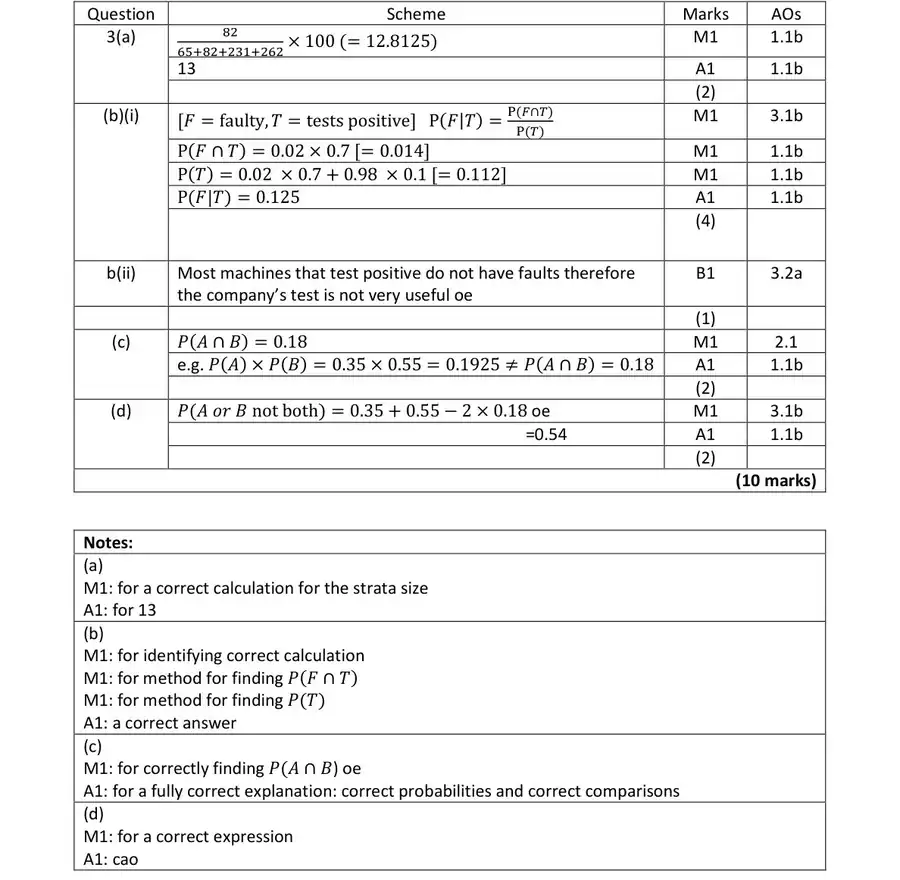 Question Scheme Marks AOs
3(a) 82/(65+82+231+262) × 100 (= 12.8125) M1 1.1b
13 A1 1.1b
(2)
(b)(i) [F = faulty, T = tests positive] P(F|T) = P(F∩T)/P(T) M1 3.1b
P(F ∩ T) = 0.02 × 0.7 [= 0.014] M1 1.1b
P(T) = 0.02 × 0.7 + 0.98 × 0.1 [= 0.112] M1 1.1b
P(F|T) = 0.125 A1 1.1b
(4)
b(ii) Most machines that test positive do not have faults therefore B1 3.2a
the company’s test is not very useful oe
(1)
(c) P(A ∩ B) = 0.18 M1 2.1
e.g. P(A) × P(B) = 0.35 × 0.55 = 0.1925 ≠ P(A ∩ B) = 0.18 A1 1.1b
(2)
(d) P(A or B not both) = 0.35 + 0.55 − 2 × 0.18 oe M1 3.1b
=0.54 A1 1.1b
(2)
(10 marks)
Notes:
(a)
M1: for a correct calculation for the strata size
A1: for 13
(b)
M1: for identifying correct calculation
M1: for method for finding P(F ∩ T)
M1: for method for finding P(T)
A1: a correct answer
(c)
M1: for correctly finding P(A ∩ B) oe
A1: for a fully correct explanation: correct probabilities and correct comparisons
(d)
M1: for a correct expression
A1: cao